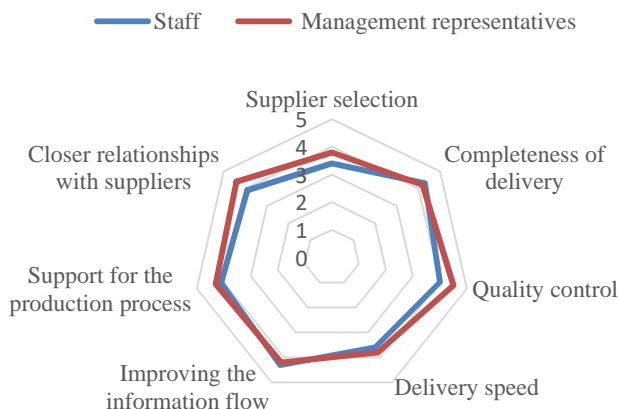 Staff Management representatives
Supplier selection
5
4
3
2
1
0
Completeness of
delivery
Quality control
Delivery speed
Improving the
information flow
Support for the
production process
Closer relationships
with suppliers